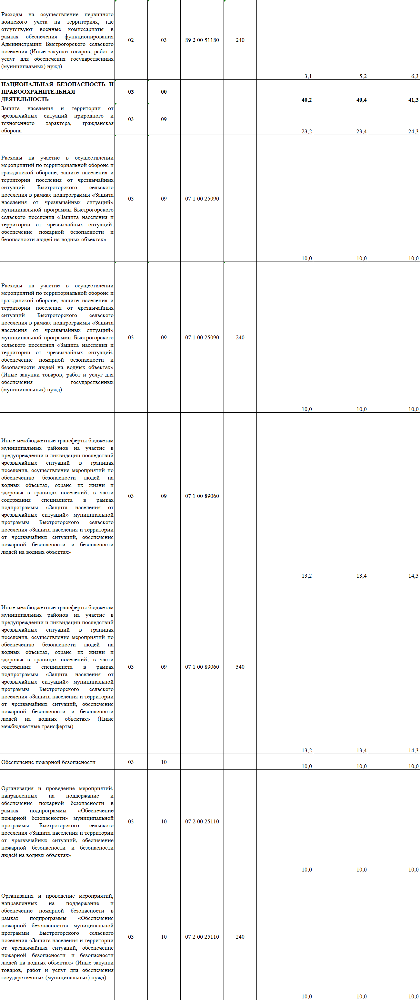 Расходы на осуществление первичного
воинского учета на территориях, где
отсутствуют военные комиссариаты в
рамках обеспечения функционирования
Администрации Быстрогорского сельского
поселения (Иные закупки товаров, работ и
услуг для обеспечения государственных
(муниципальных) нужд)
02 03 89 2 00 51180 240
3,1 5,2 6,3
НАЦИОНАЛЬНАЯ БЕЗОПАСНОСТЬ И
ПРАВООХРАНИТЕЛЬНАЯ
ДЕЯТЕЛЬНОСТЬ
03 00
40,2 40,4 41,3
Защита населения и территории от
чрезвычайных ситуаций природного и
техногенного характера, гражданская
оборона
03 09
23,2 23,4 24,3
Расходы на участие в осуществлении
мероприятий по территориальной обороне и
гражданской обороне, защите населения и
территории поселения от чрезвычайных
ситуаций Быстрогорского сельского
поселения в рамках подпрограммы «Защита
населения от чрезвычайных ситуаций»
муниципальной программы Быстрогорского
сельского поселения «Защита населения и
территории от чрезвычайных ситуаций,
обеспечение пожарной безопасности и
безопасности людей на водных объектах»
03 09 07 1 00 25090
10,0 10,0 10,0
Расходы на участие в осуществлении
мероприятий по территориальной обороне и
гражданской обороне, защите населения и
территории поселения от чрезвычайных
ситуаций Быстрогорского сельского
поселения в рамках подпрограммы «Защита
населения от чрезвычайных ситуаций»
муниципальной программы Быстрогорского
сельского поселения «Защита населения и
территории от чрезвычайных ситуаций,
обеспечение пожарной безопасности и
безопасности людей на водных объектах»
(Иные закупки товаров, работ и услуг для
обеспечения государственных
(муниципальных) нужд)
03 09 07 1 00 25090 240
10,0 10,0 10,0
Иные межбюджетные трансферты бюджетам
муниципальных районов на участие в
предупреждении и ликвидации последствий
чрезвычайных ситуаций в границах
поселения, осуществление мероприятий по
обеспечению безопасности людей на
водных объектах, охране их жизни и
здоровья в границах поселений, в части
содержания специалиста в рамках
подпрограммы «Защита населения от
чрезвычайных ситуаций» муниципальной
программы Быстрогорского сельского
поселения «Защита населения и территории
от чрезвычайных ситуаций, обеспечение
пожарной безопасности и безопасности
людей на водных объектах»
03 09 07 1 00 89060
13,2 13,4 14,3
Иные межбюджетные трансферты бюджетам
муниципальных районов на участие в
предупреждении и ликвидации последствий
чрезвычайных ситуаций в границах
поселения, осуществление мероприятий по
обеспечению безопасности людей на
водных объектах, охране их жизни и
здоровья в границах поселений, в части
содержания специалиста в рамках
подпрограммы «Защита населения от
чрезвычайных ситуаций» муниципальной
программы Быстрогорского сельского
поселения «Защита населения и территории
от чрезвычайных ситуаций, обеспечение
пожарной безопасности и безопасности
людей на водных объектах» (Иные
межбюджетные трансферты)
03 09 07 1 00 89060 540
13,2 13,4 14,3
Обеспечение пожарной безопасности 03 10
10,0 10,0 10,0
Организация и проведение мероприятий,
направленных на поддержание и
обеспечение пожарной безопасности в
рамках подпрограммы «Обеспечение
пожарной безопасности» муниципальной
программы Быстрогорского сельского
поселения «Защита населения и территории
от чрезвычайных ситуаций, обеспечение
пожарной безопасности и безопасности
людей на водных объектах»
03 10 07 2 00 25110
10,0 10,0 10,0
Организация и проведение мероприятий,
направленных на поддержание и
обеспечение пожарной безопасности в
рамках подпрограммы «Обеспечение
пожарной безопасности» муниципальной
программы Быстрогорского сельского
поселения «Защита населения и территории
от чрезвычайных ситуаций, обеспечение
пожарной безопасности и безопасности
людей на водных объектах» (Иные закупки
товаров, работ и услуг для обеспечения
государственных (муниципальных) нужд)
03 10 07 2 00 25110 240
10,0 10,0 10,0